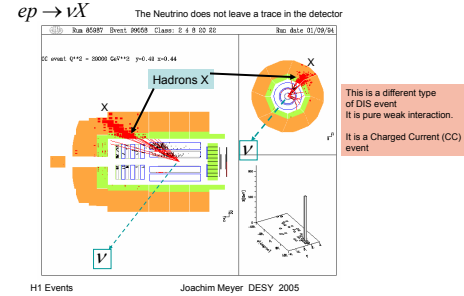 ep → νX
The Neutrino does not leave a trace in the detector
Run 85987 Event 99058 Class: 2 4 8 20 22
Run date 01/09/94
CC event Q**2 = 20000 GeV**2 y=0.48 x=0.44
Hadrons X
X
X
ν
ν
This is a different type
of DIS event
It is pure weak interaction.
It is a Charged Current (CC)
event
H1 Events
Joachim Meyer DESY 2005